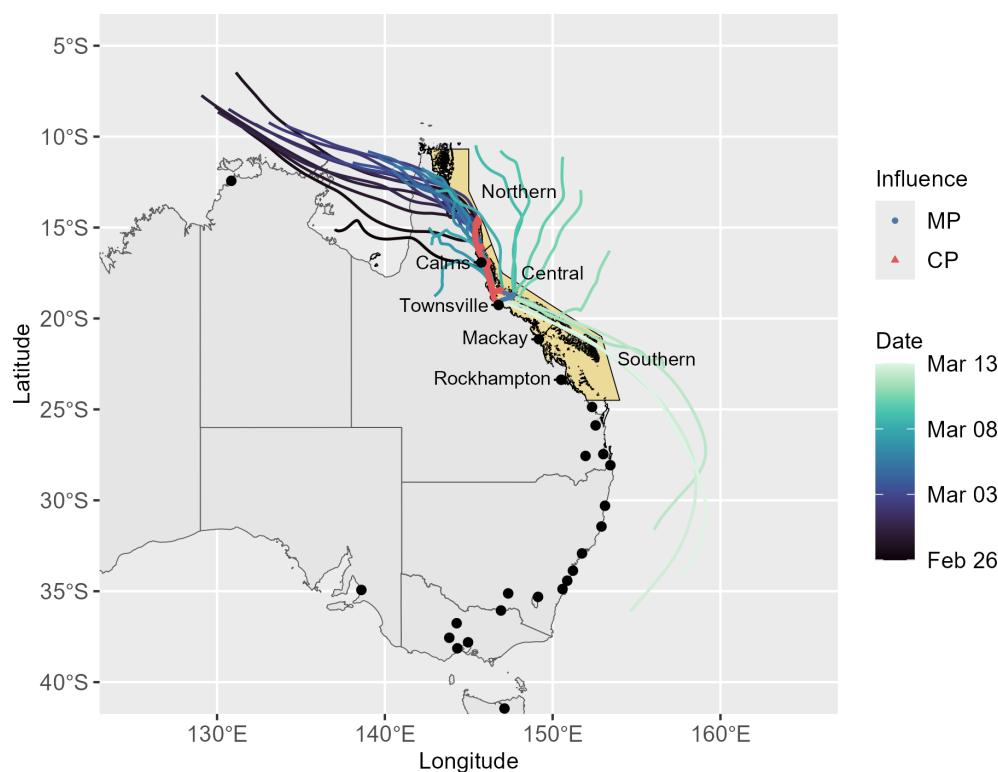 5°S
10°S
15°S
20°S
25°S
30°S
35°S
40°S
Latitude
Northern
Cairns
Central
Townsville
Mackay
Southern
Rockhampton
130°E
140°E
150°E
160°E
Longitude
Influence
MP
CP
Date
Mar 13
Mar 08
Mar 03
Feb 26